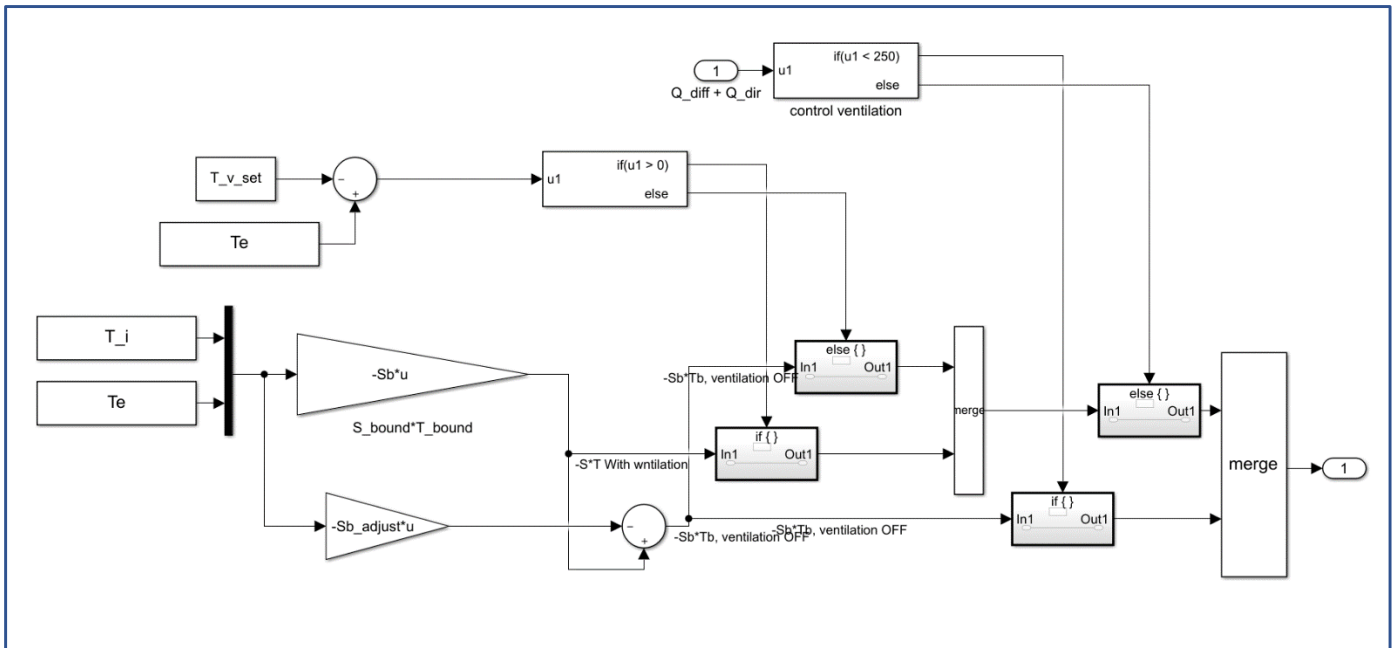 if(u1 < 250)
u1
else
1
Q_diff + Q_dir
control ventilation
T_v_set
−
+
if(u1 > 0)
u1
else
Te
T_i
Te
-Sb*u
S_bound*T_bound
-Sb_adjust*u
−
+
-Sb*Tb, ventilation OFF
else { }
In1
Out1
-S*T With wntilation
if { }
In1
Out1
merge
-Sb*Tb, ventilation OFF
-Sb*Tb, ventilation OFF
else { }
In1
Out1
if { }
In1
Out1
merge
1